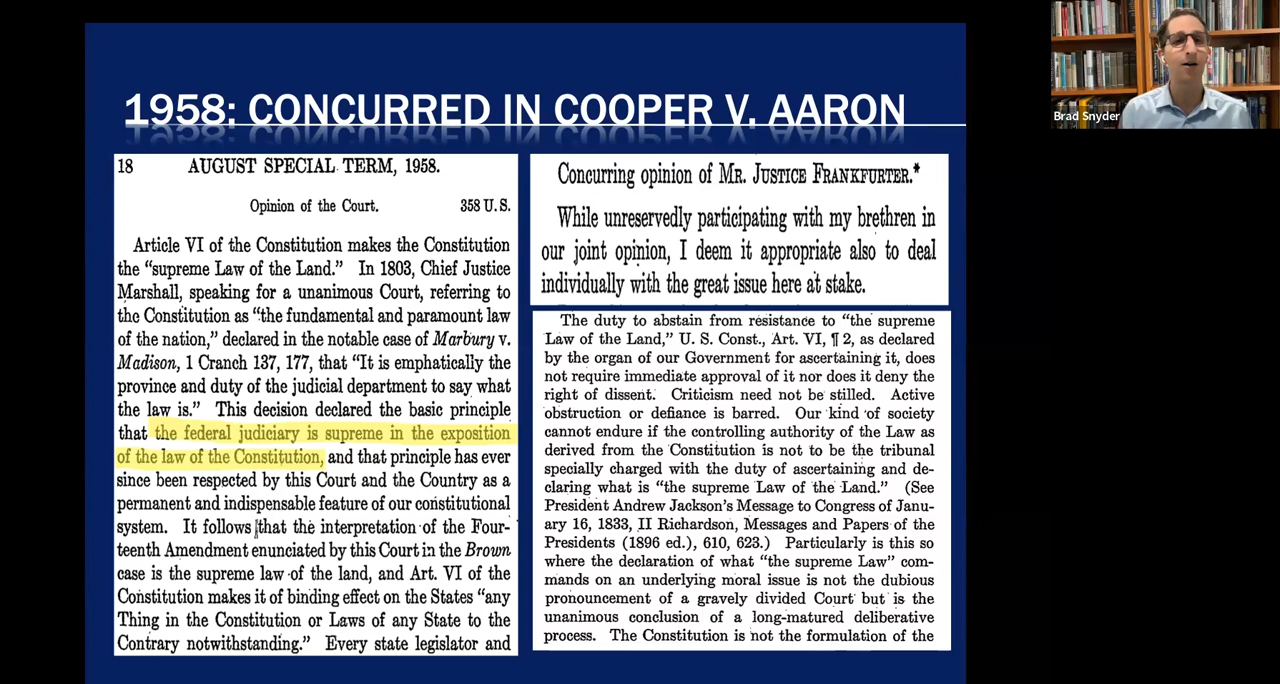 1958: CONCURRED IN COOPER V. AARON
18 AUGUST SPECIAL TERM, 1958.
Opinion of the Court. 358 U.S.
Article VI of the Constitution makes the Constitution
the “supreme Law of the Land.” In 1803, Chief Justice
Marshall, speaking for a unanimous Court, referring to
the Constitution as “the fundamental and paramount law
of the nation,” declared in the notable case of Marbury v.
Madison, 1 Cranch 137, 177, that “It is emphatically the
province and duty of the judicial department to say what
the law is.” This decision declared the basic principle
that the federal judiciary is supreme in the exposition
of the law of the Constitution, and that principle has ever
since been respected by this Court and the Country as a
permanent and indispensable feature of our constitutional
system. It follows that the interpretation of the Four-
teenth Amendment enunciated by this Court in the Brown
case is the supreme law of the land, and Art. VI of the
Constitution makes it of binding effect on the States “any
Thing in the Constitution or Laws of any State to the
Contrary notwithstanding.” Every state legislator and
Concurring opinion of MR. JUSTICE FRANKFURTER.*
While unreservedly participating with my brethren in
our joint opinion, I deem it appropriate also to deal
individually with the great issue here at stake.
The duty to abstain from resistance to “the supreme
Law of the Land,” U. S. Const., Art. VI, ¶ 2, as declared
by the organ of our Government for ascertaining it, does
not require immediate approval of it nor does it deny the
right of dissent. Criticism need not be stilled. Active
obstruction or defiance is barred. Our kind of society
cannot endure if the controlling authority of the Law as
derived from the Constitution is not to be the tribunal
specially charged with the duty of ascertaining and de-
claring what is “the supreme Law of the Land.” (See
President Andrew Jackson’s Message to Congress of Janu-
ary 16, 1833, II Richardson, Messages and Papers of the
Presidents (1896 ed.), 610, 623.) Particularly is this so
where the declaration of what “the supreme Law” com-
mands on an underlying moral issue is not the dubious
pronouncement of a gravely divided Court but is the
unanimous conclusion of a long-matured deliberative
process. The Constitution is not the formulation of the
Brad Snyder